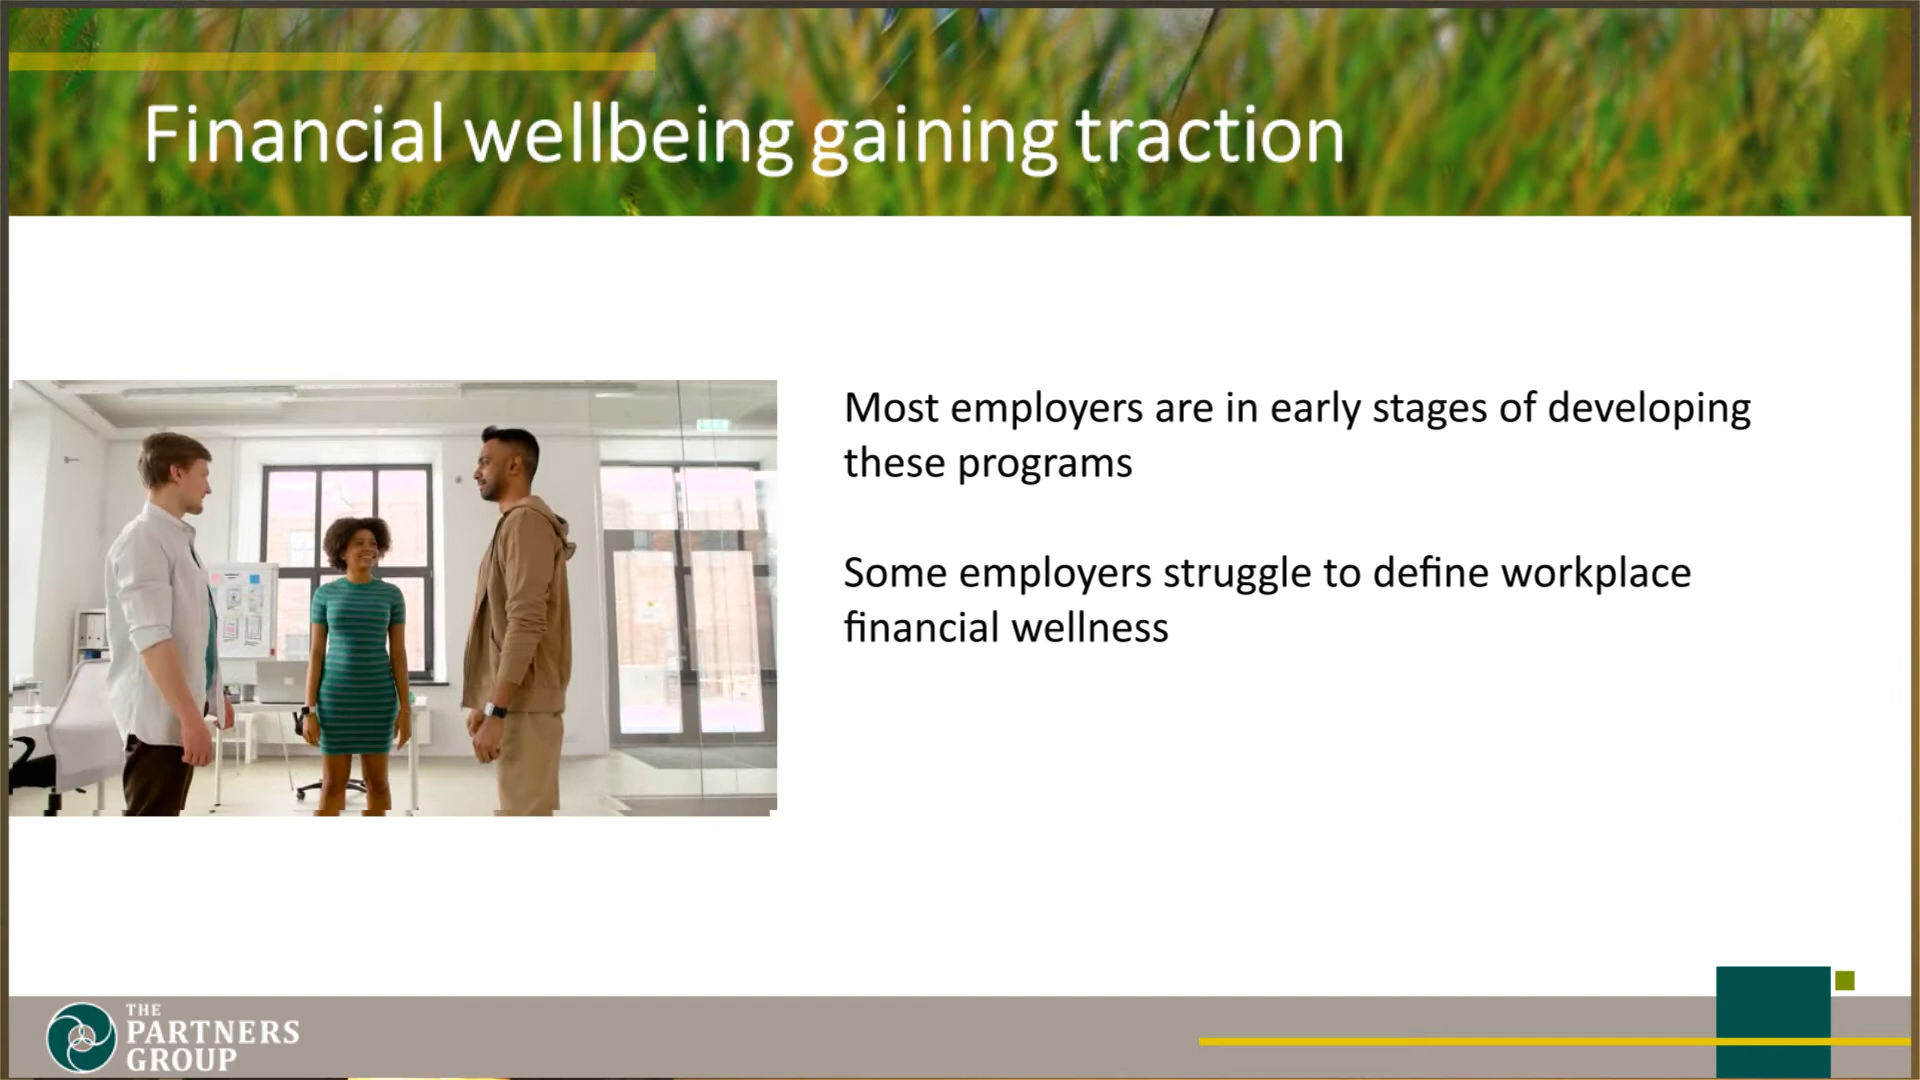 Financial wellbeing gaining traction
Most employers are in early stages of developing
these programs
Some employers struggle to define workplace
financial wellness
THE
PARTNERS
GROUP